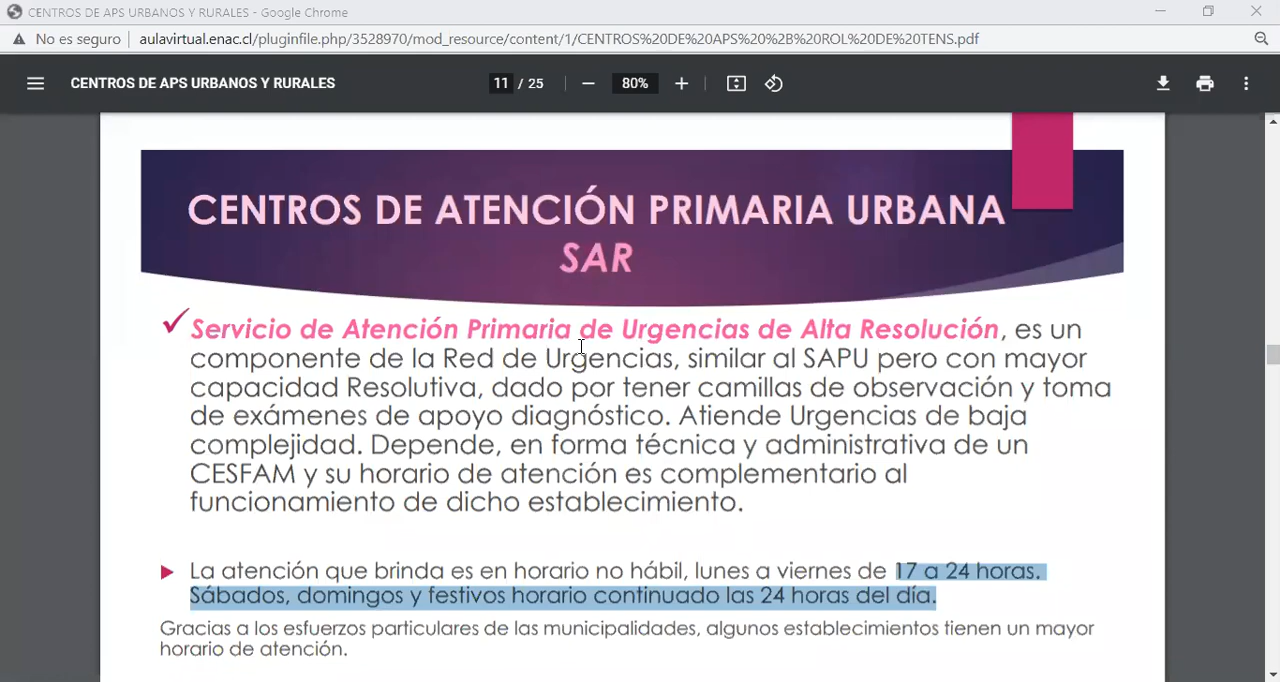 CENTROS DE APS URBANOS Y RURALES - Google Chrome
No es seguro | aulavirtual.enac.cl/pluginfile.php/3528970/mod_resource/content/1/CENTROS%20DE%20APS%20%2B%20ROL%20DE%20TENS.pdf
CENTROS DE APS URBANOS Y RURALES 11 / 25 80%
CENTROS DE ATENCIÓN PRIMARIA URBANA
SAR
Servicio de Atención Primaria de Urgencias de Alta Resolución, es un
componente de la Red de Urgencias, similar al SAPU pero con mayor
capacidad Resolutiva, dado por tener camillas de observación y toma
de exámenes de apoyo diagnóstico. Atiende Urgencias de baja
complejidad. Depende, en forma técnica y administrativa de un
CESFAM y su horario de atención es complementario al
funcionamiento de dicho establecimiento.
La atención que brinda es en horario no hábil, lunes a viernes de 17 a 24 horas.
Sábados, domingos y festivos horario continuado las 24 horas del día.
Gracias a los esfuerzos particulares de las municipalidades, algunos establecimientos tienen un mayor
horario de atención.